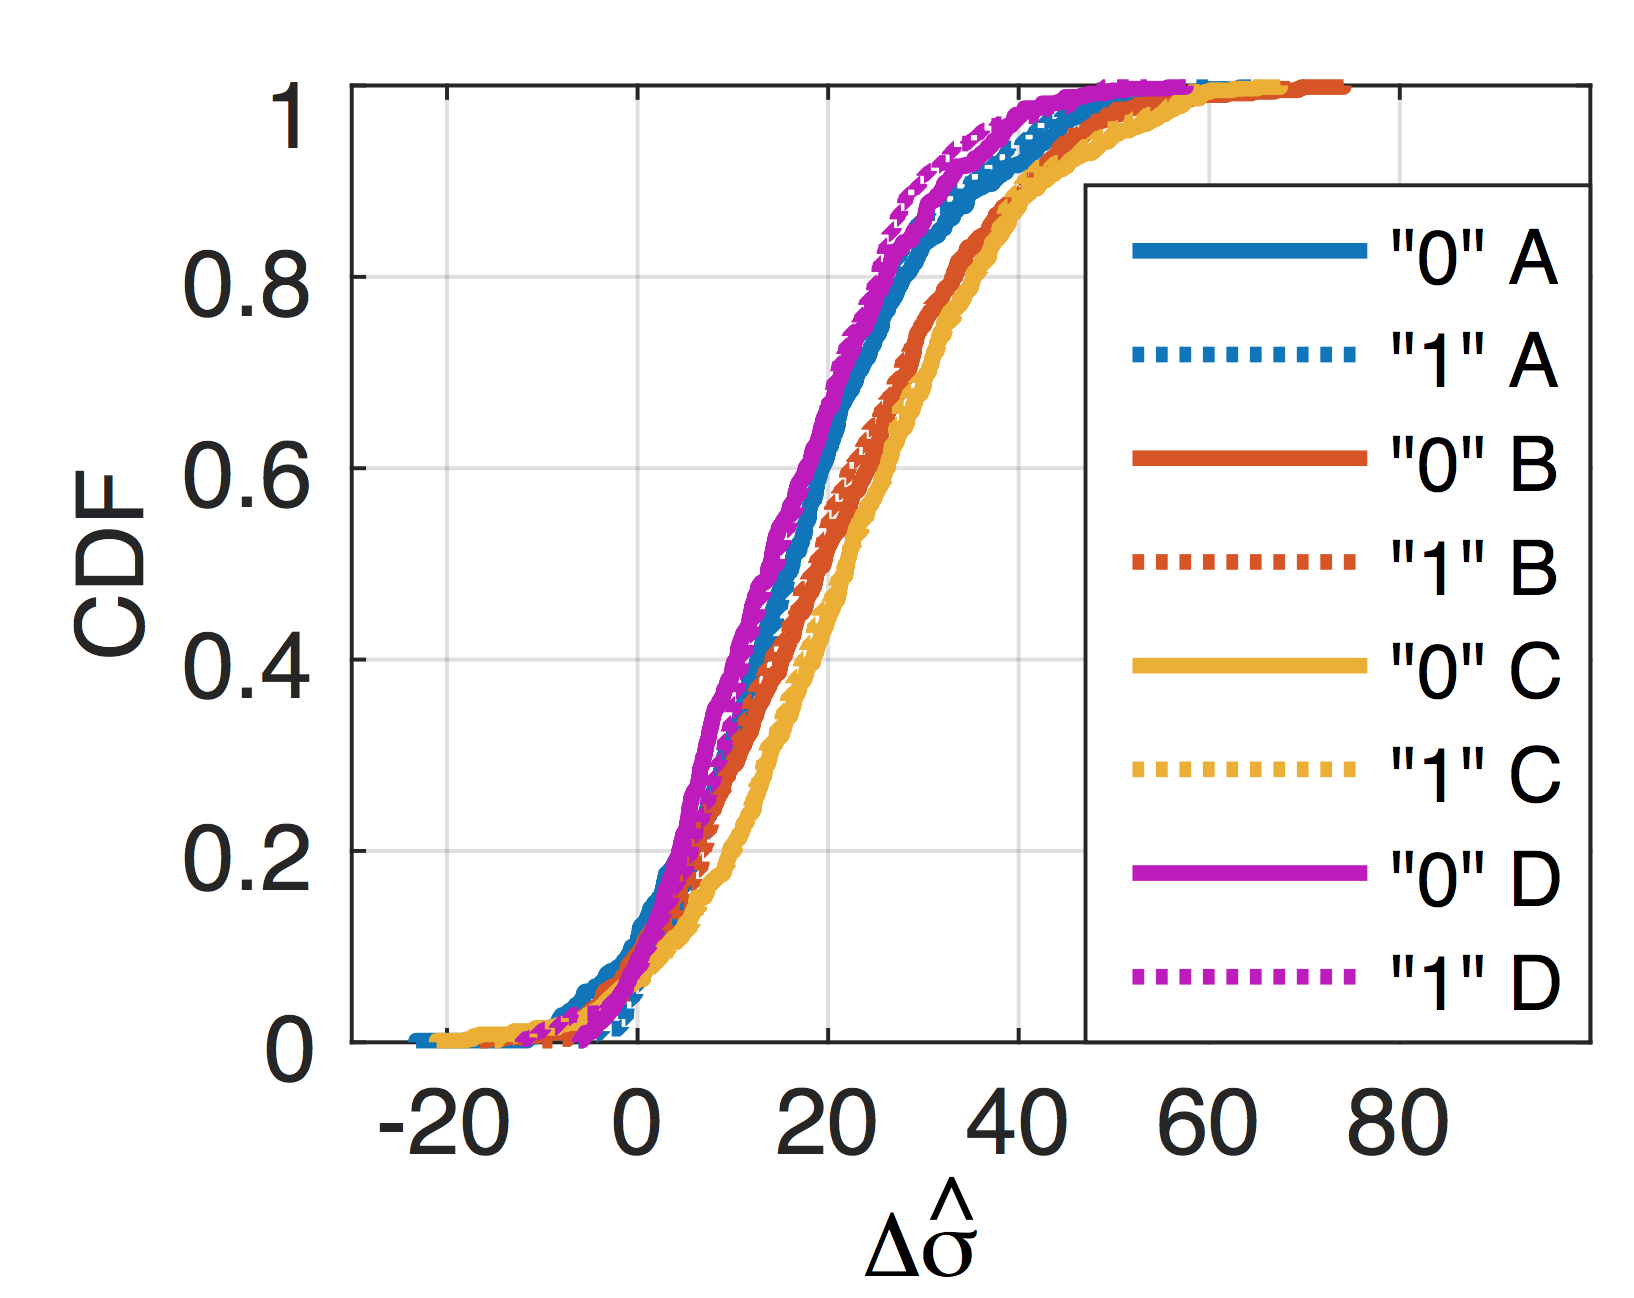 1
0.8
0.6
0.4
0.2
0
CDF
-20 0 20 40 60 80
Δσ̂
"0" A
"1" A
"0" B
"1" B
"0" C
"1" C
"0" D
"1" D